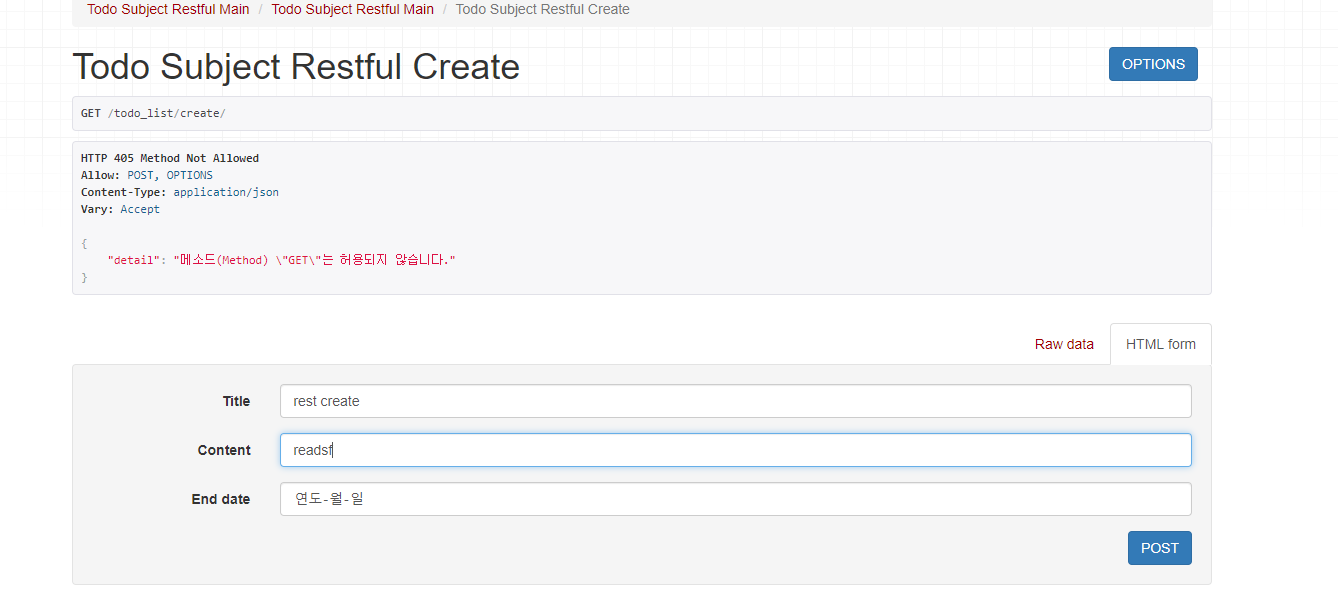 Todo Subject Restful Main / Todo Subject Restful Main / Todo Subject Restful Create
Todo Subject Restful Create
OPTIONS
GET /todo_list/create/
HTTP 405 Method Not Allowed
Allow: POST, OPTIONS
Content-Type: application/json
Vary: Accept
{
"detail": "메소드(Method) \"GET\"는 허용되지 않습니다."
}
Raw data
HTML form
Title
rest create
Content
readsf
End date
연도-월-일
POST